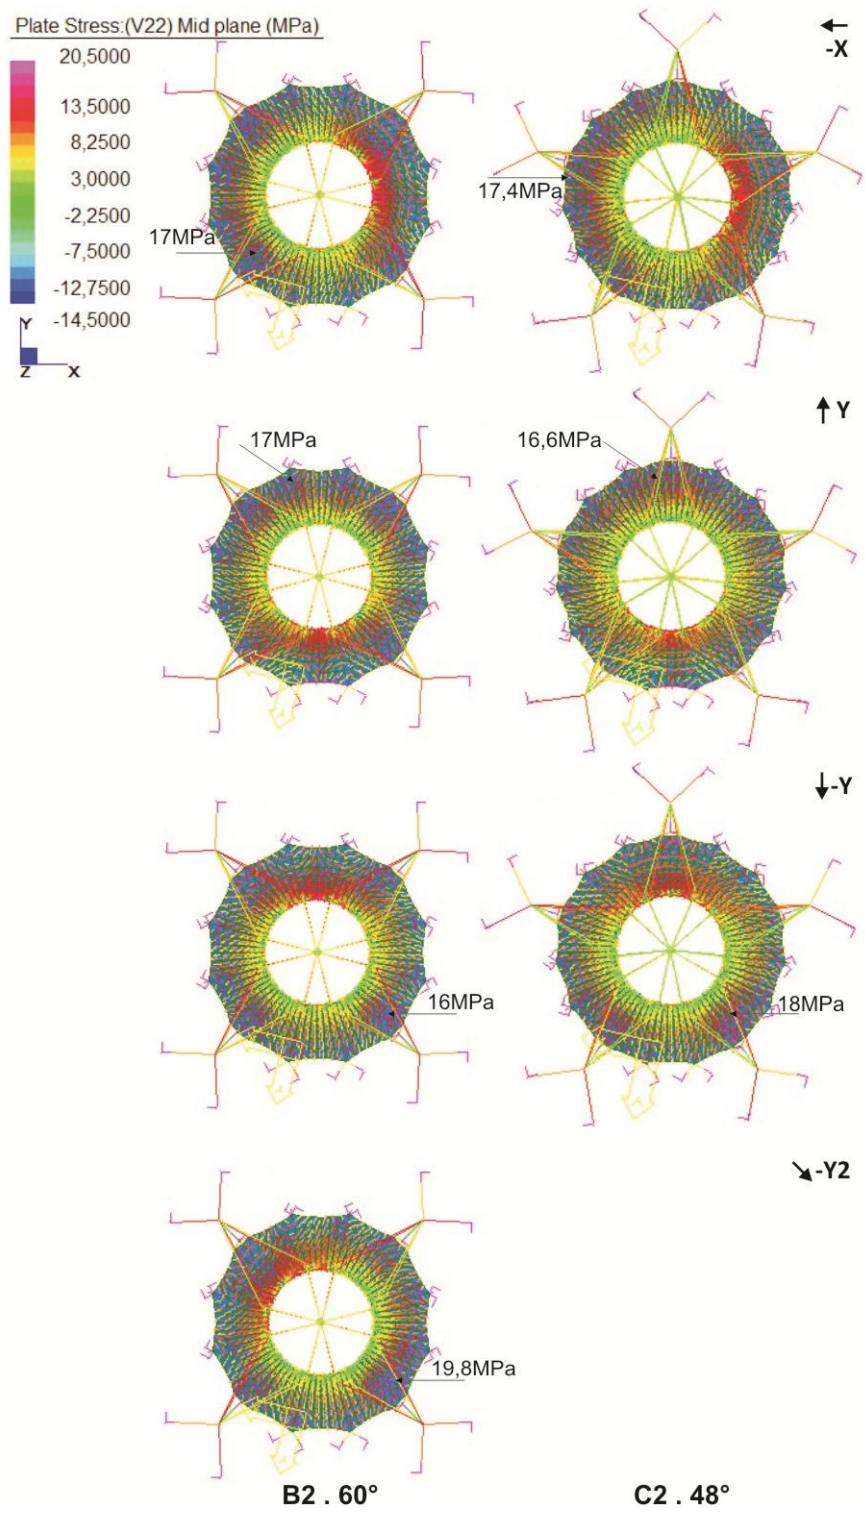 Plate Stress:(V22) Mid plane (MPa)
20,5000
13,5000
8,2500
3,0000
-2,2500
-7,5000
-12,7500
-14,5000
Y
Z X
-X
17MPa
17,4MPa
Y
17MPa
16,6MPa
-Y
16MPa
18MPa
-Y2
19,8MPa
B2 . 60°
C2 . 48°